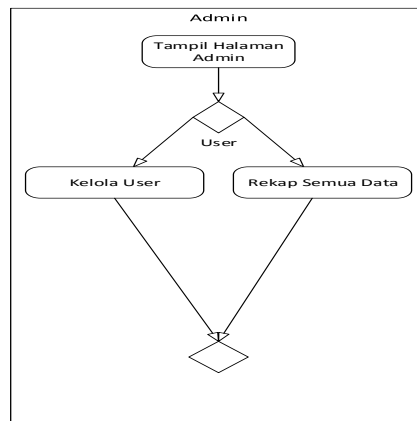 Admin
Tampil Halaman
Admin
User
Kelola User
Rekap Semua Data